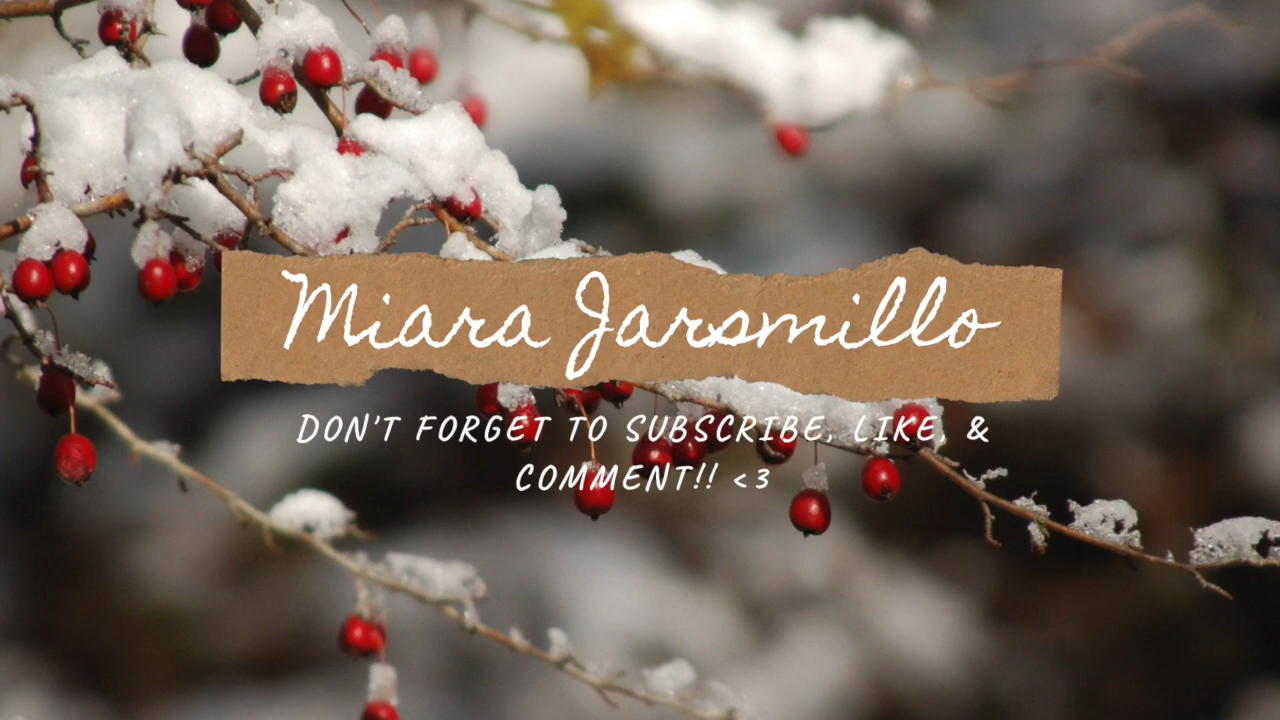 Miara Jarsmillo
DON'T FORGET TO SUBSCRIBE, LIKE, &
COMMENT!! <3